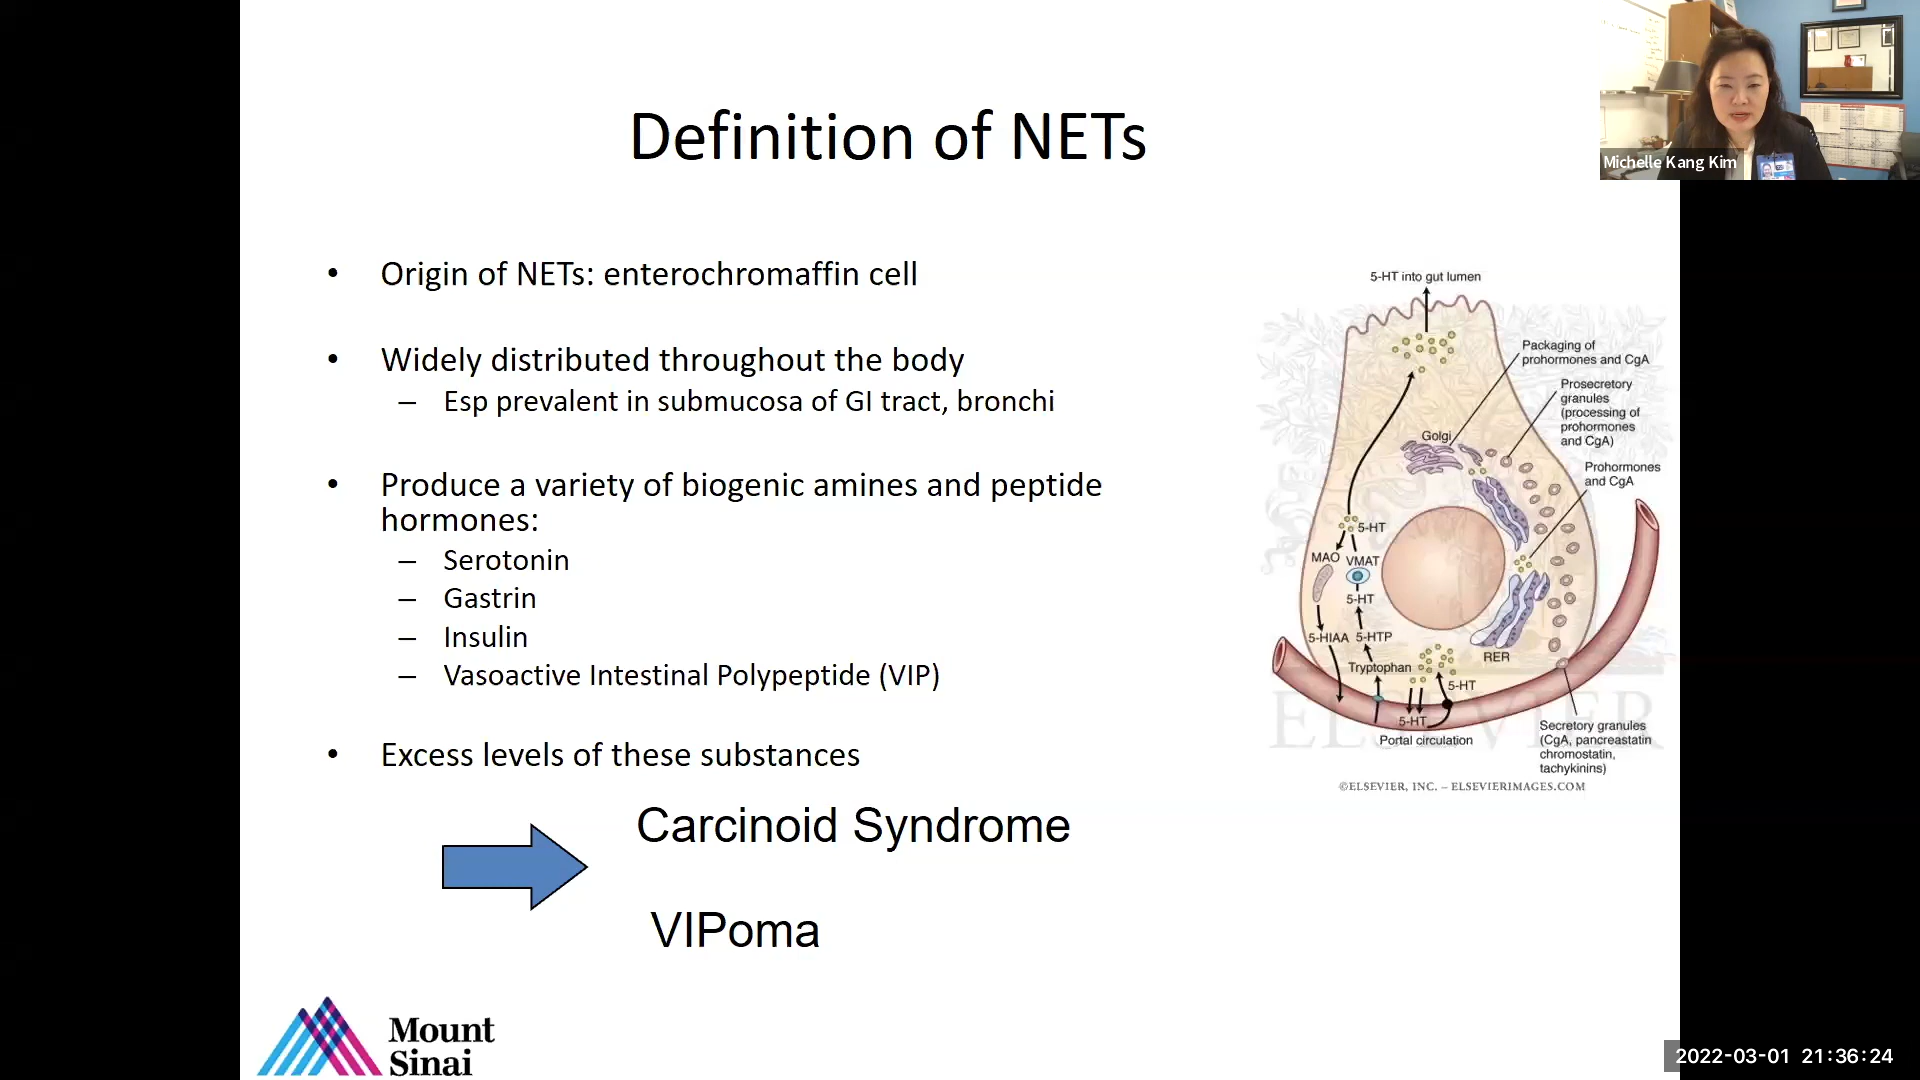 Definition of NETs
Michelle Kang Kim
• Origin of NETs: enterochromaffin cell
• Widely distributed throughout the body
– Esp prevalent in submucosa of GI tract, bronchi
• Produce a variety of biogenic amines and peptide
hormones:
– Serotonin
– Gastrin
– Insulin
– Vasoactive Intestinal Polypeptide (VIP)
• Excess levels of these substances
Carcinoid Syndrome
VIPoma
5-HT into gut lumen
Packaging of
prohormones and CgA
Prosecretory
granules
(processing of
prohormones
and CgA)
Golgi
Prohormones
and CgA
5-HT
MAO
VMAT
5-HT
5-HIAA
5-HTP
RER
Tryptophan
5-HT
5-HT
Portal circulation
Secretory granules
(CgA, pancreastatin
chromostatin,
tachykinins)
ELSEVIER
©ELSEVIER, INC. – ELSEVIERIMAGES.COM
Mount
Sinai
2022-03-01 21:36:24